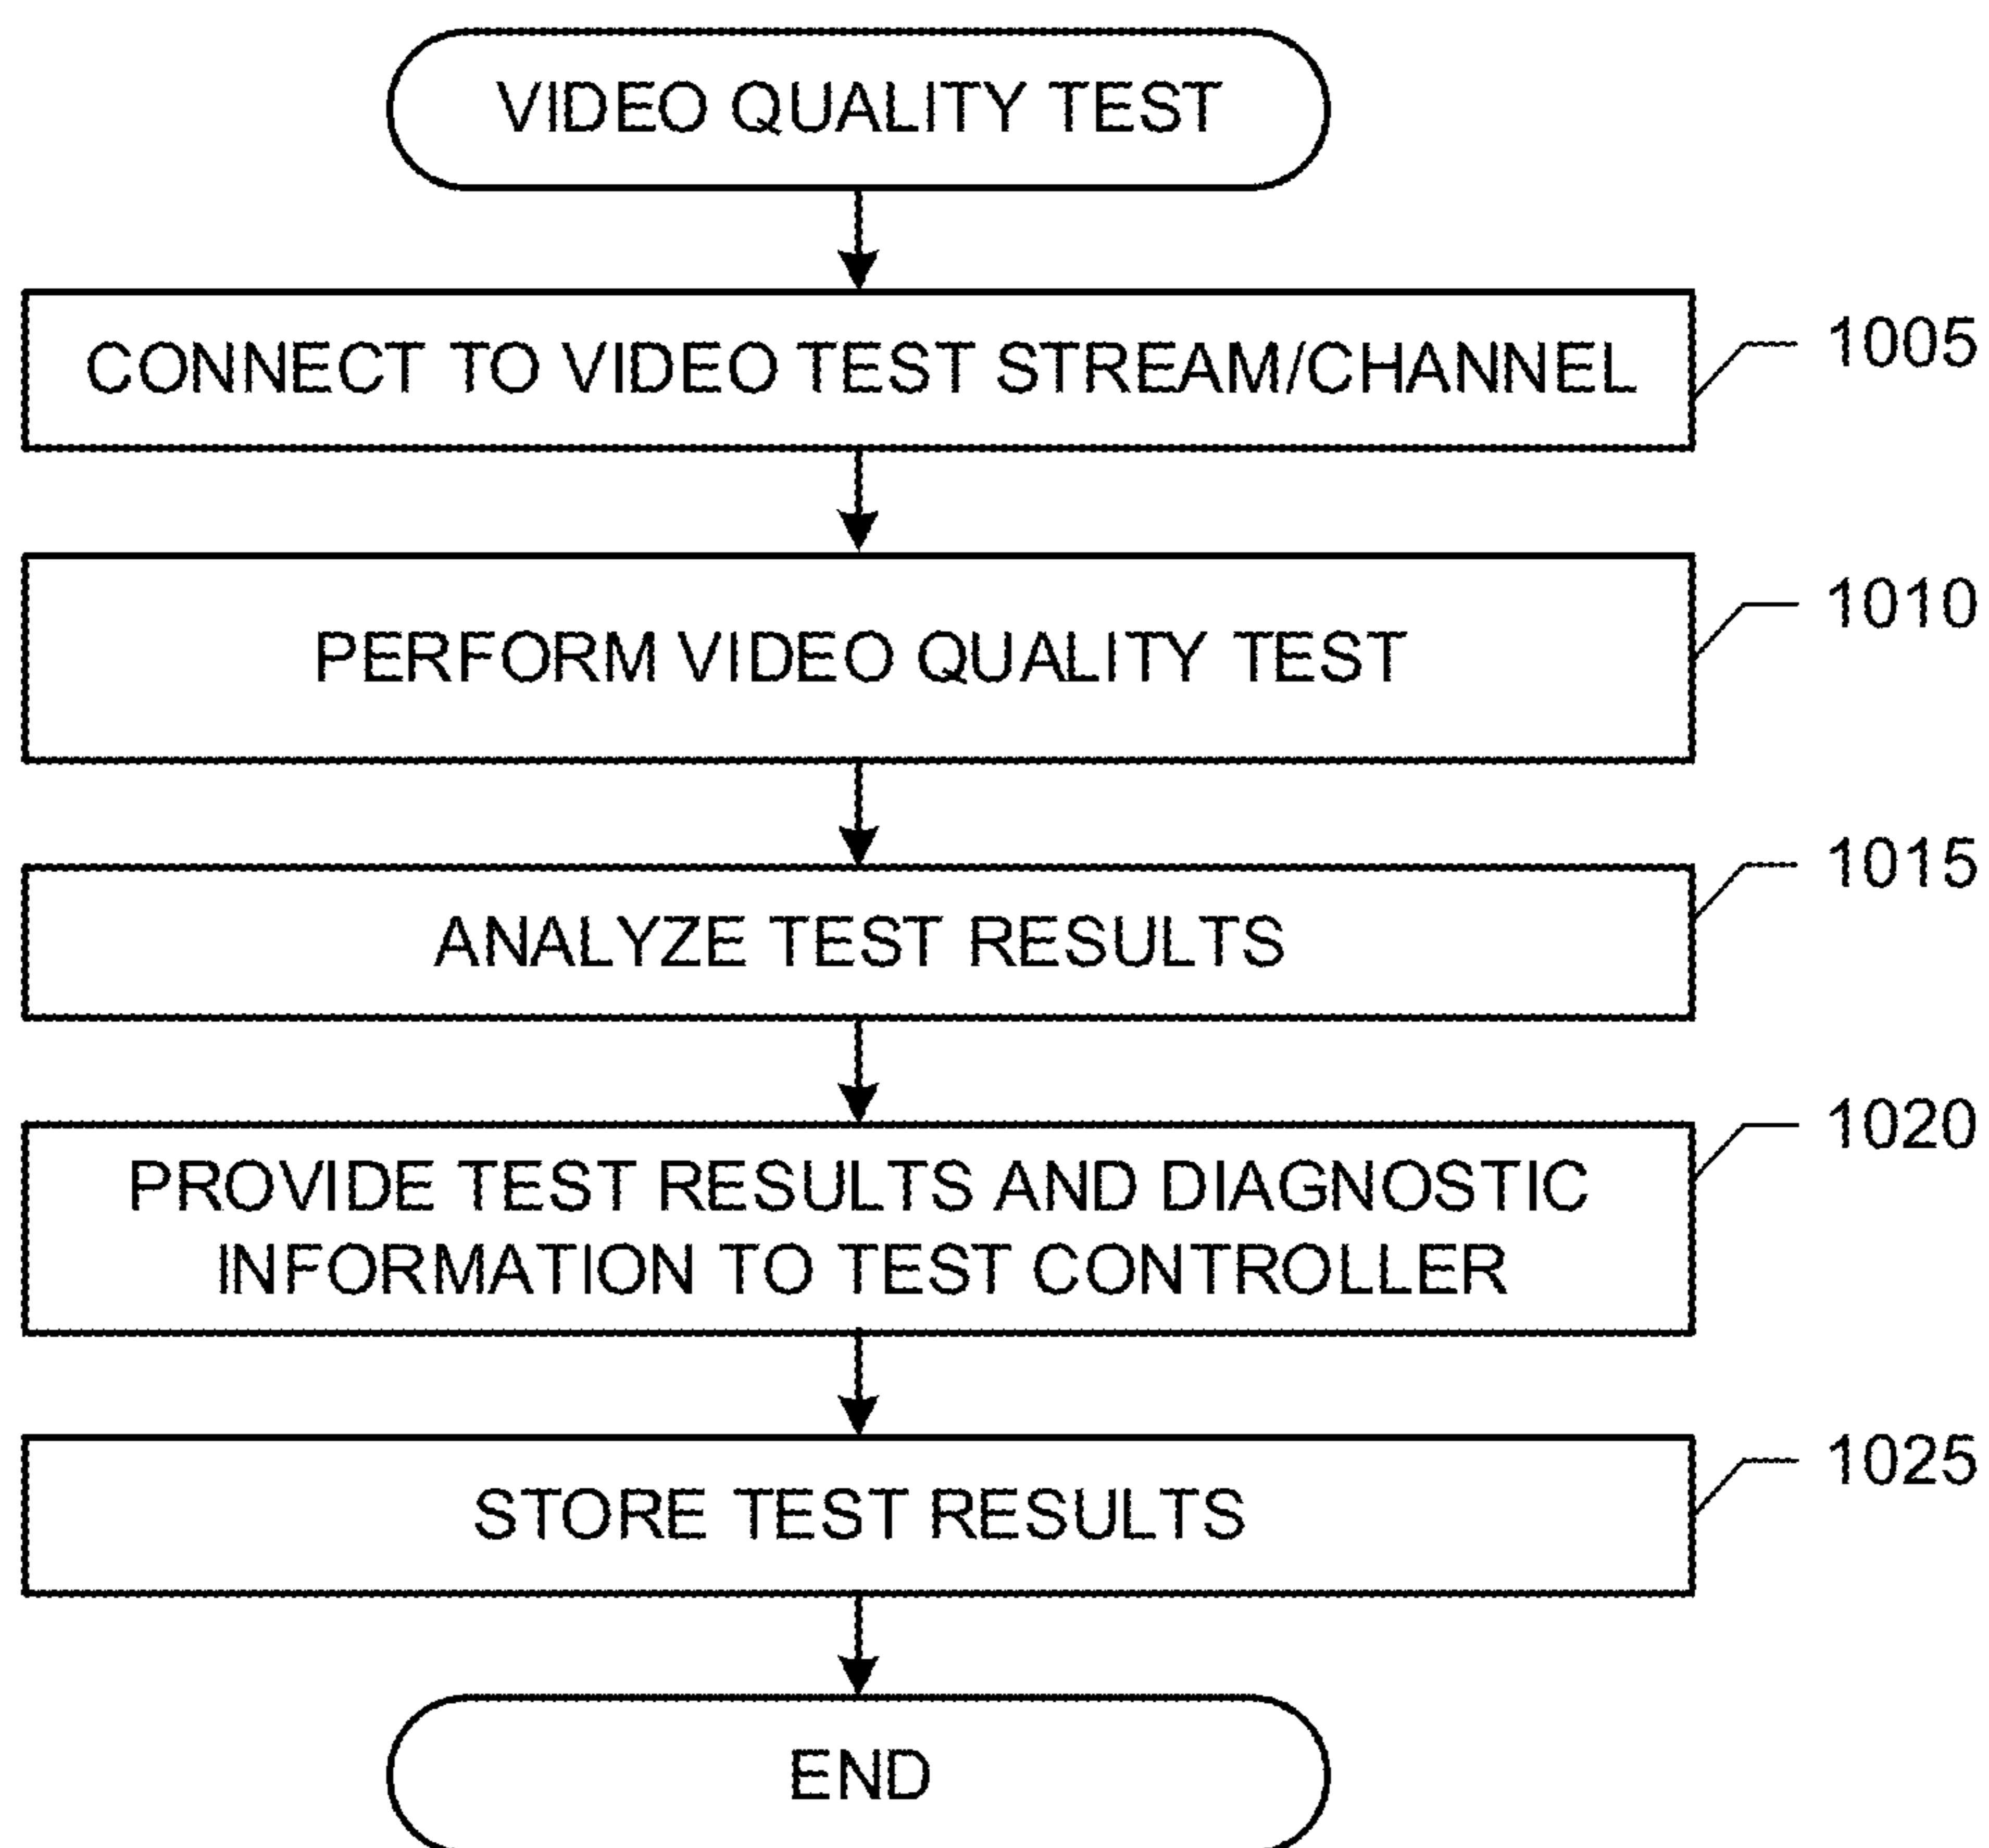 VIDEO QUALITY TEST
CONNECT TO VIDEO TEST STREAM/CHANNEL
1005
PERFORM VIDEO QUALITY TEST
1010
ANALYZE TEST RESULTS
1015
PROVIDE TEST RESULTS AND DIAGNOSTIC
INFORMATION TO TEST CONTROLLER
1020
STORE TEST RESULTS
1025
END